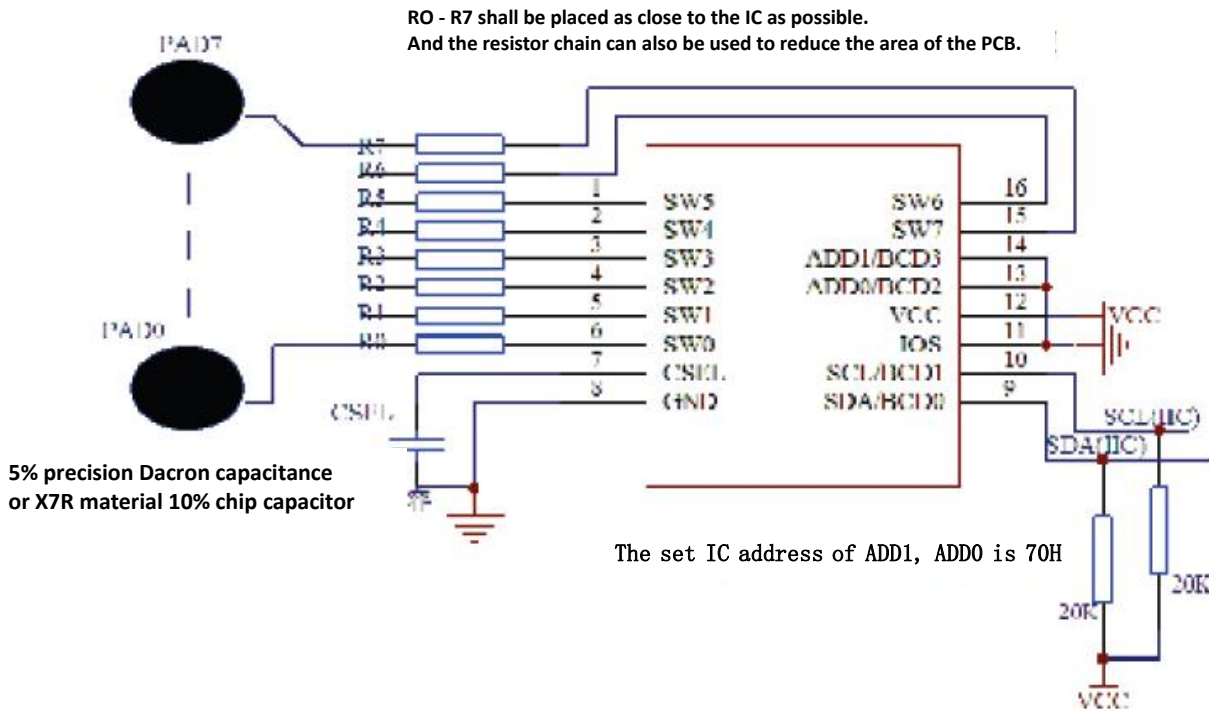 RO - R7 shall be placed as close to the IC as possible.
And the resistor chain can also be used to reduce the area of the PCB.
PAD7
R7
R6
R5
R4
R3
R2
R1
R0
PAD0
1
2
3
4
5
6
7
8
SW5
SW4
SW3
SW2
SW1
SW0
CSEL
GND
SW6
SW7
ADD1/BCD3
ADD0/BCD2
VCC
IOS
SCL/BCD1
SDA/BCD0
16
15
14
13
12
11
10
9
VCC
CSEL
SCL(IIC)
SDA(IIC)
5% precision Dacron capacitance
or X7R material 10% chip capacitor
The set IC address of ADD1, ADD0 is 70H
20K
20K
VCC